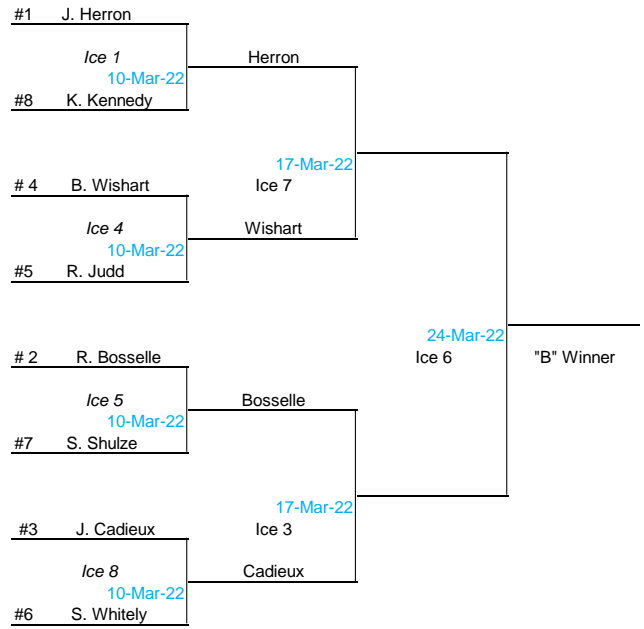 #1 J. Herron
Ice 1 Herron
10-Mar-22
#8 K. Kennedy
17-Mar-22
# 4 B. Wishart Ice 7
Ice 4 Wishart
10-Mar-22
#5 R. Judd
24-Mar-22
# 2 R. Bosselle Ice 6 "B" Winner
Ice 5 Bosselle
10-Mar-22
#7 S. Shulze
17-Mar-22
#3 J. Cadieux Ice 3
Ice 8 Cadieux
10-Mar-22
#6 S. Whitely